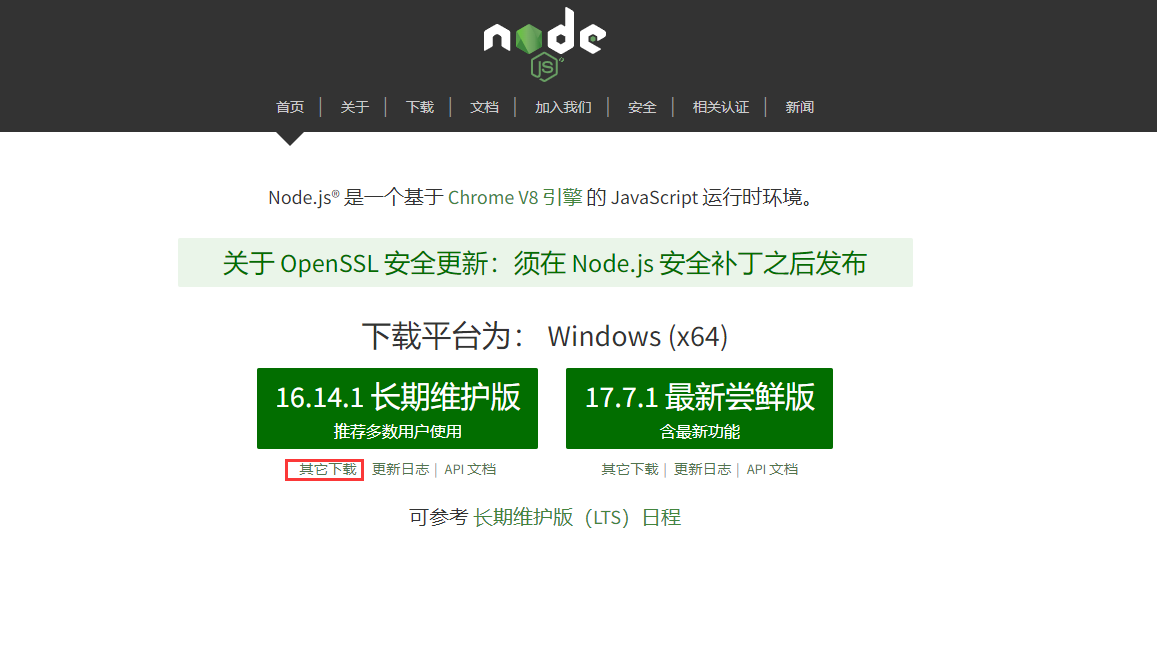 node
JS
首页 | 关于 | 下载 | 文档 | 加入我们 | 安全 | 相关认证 | 新闻
Node.js® 是一个基于 Chrome V8 引擎 的 JavaScript 运行时环境。
关于 OpenSSL 安全更新：须在 Node.js 安全补丁之后发布
下载平台为： Windows (x64)
16.14.1 长期维护版
推荐多数用户使用
其它下载 更新日志 | API 文档
17.7.1 最新尝鲜版
含最新功能
其它下载 | 更新日志 | API 文档
可参考 长期维护版（LTS）日程